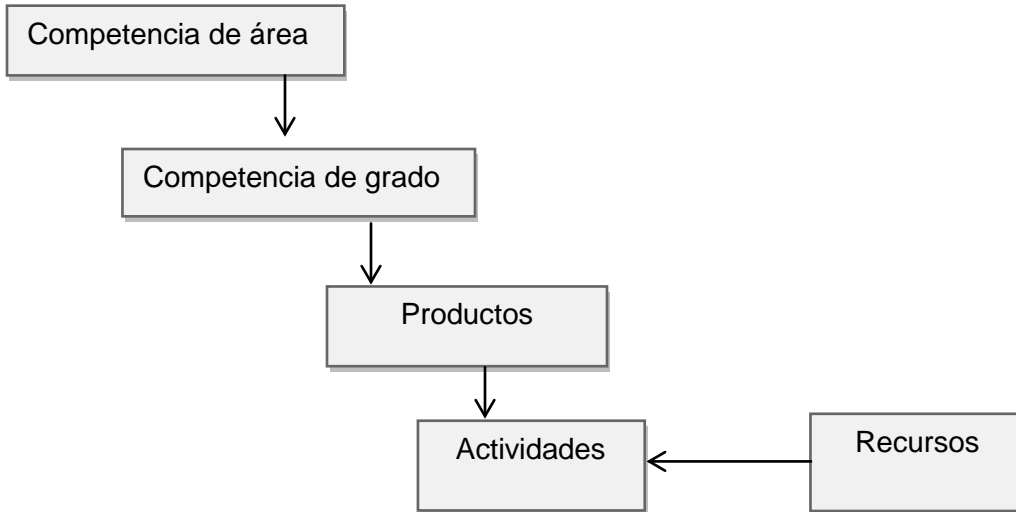 Competencia de área
Competencia de grado
Productos
Actividades
Recursos